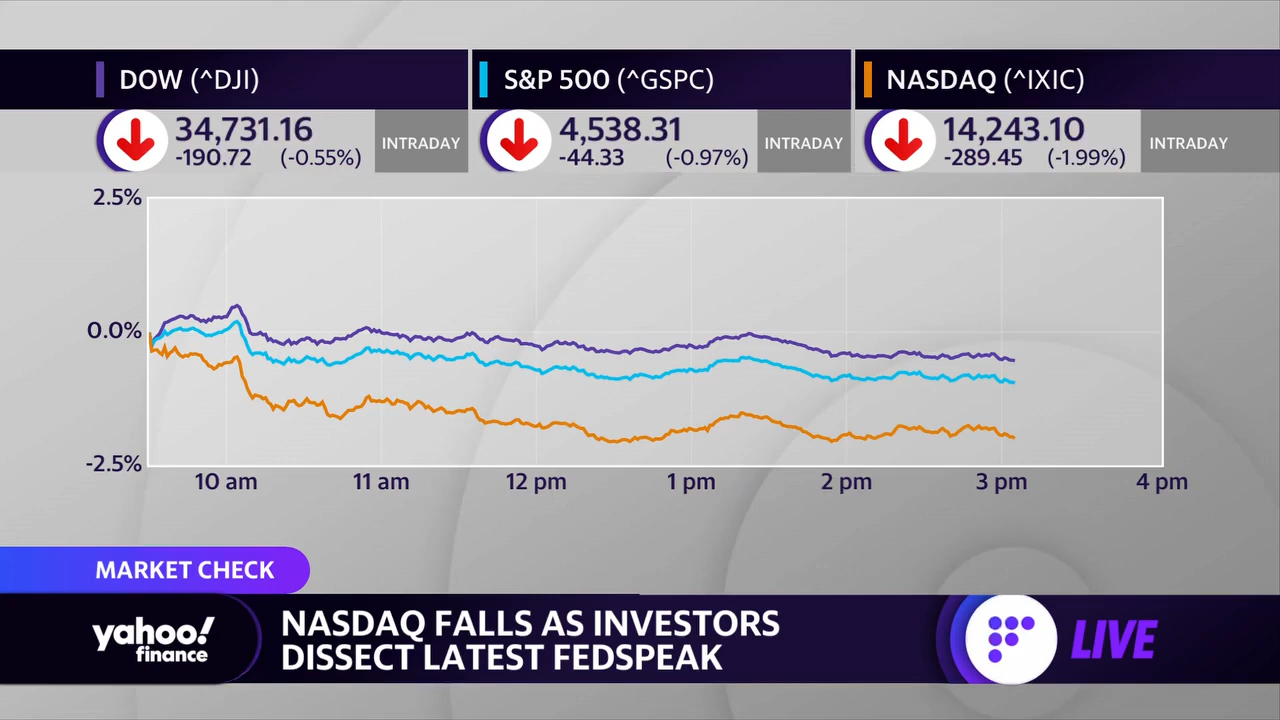 DOW (^DJI)
S&P 500 (^GSPC)
NASDAQ (^IXIC)
34,731.16
-190.72 (-0.55%)
INTRADAY
4,538.31
-44.33 (-0.97%)
INTRADAY
14,243.10
-289.45 (-1.99%)
INTRADAY
2.5%
0.0%
-2.5%
10 am 11 am 12 pm 1 pm 2 pm 3 pm 4 pm
MARKET CHECK
yahoo!
finance
NASDAQ FALLS AS INVESTORS
DISSECT LATEST FEDSPEAK
LIVE